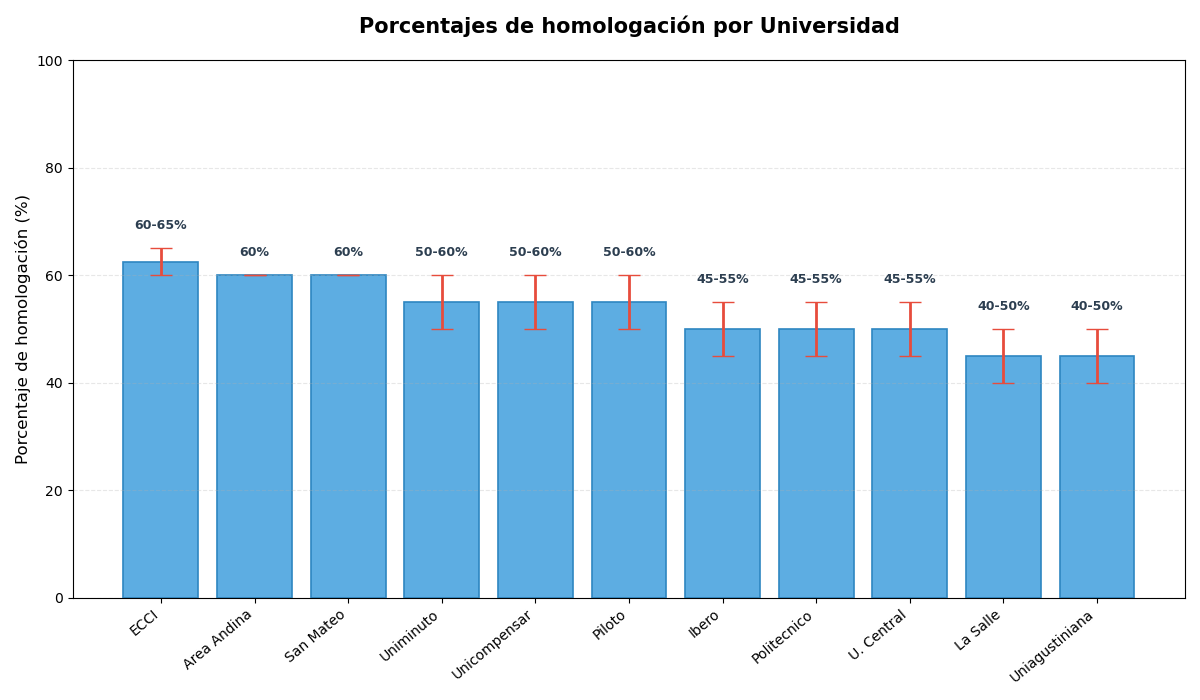 Porcentajes de homologación por Universidad
Porcentaje de homologación (%)
100
80
60
40
20
0
60-65%
60%
60%
50-60%
50-60%
50-60%
45-55%
45-55%
45-55%
40-50%
40-50%
ECCI
Area Andina
San Mateo
Uniminuto
Unicompensar
Piloto
Ibero
Politecnico
U. Central
La Salle
Uniagustiniana